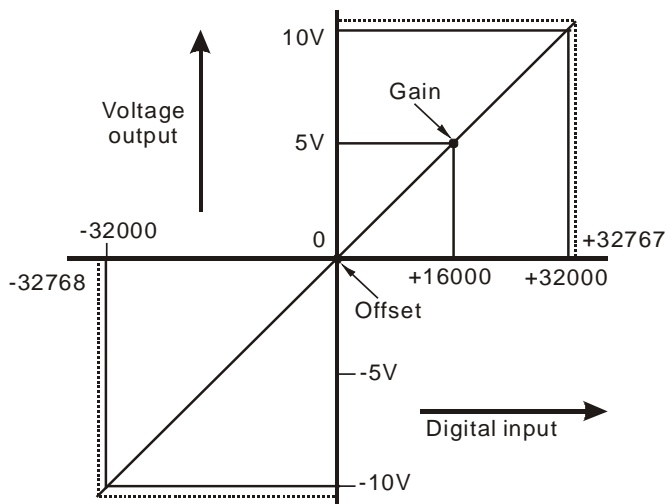 10V
Gain
Voltage
output
5V
-32000
0
+32767
-32768
+16000
+32000
Offset
-5V
Digital input
-10V